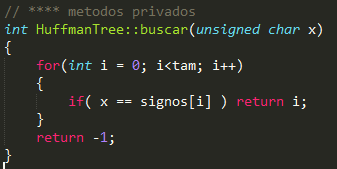 // **** metodos privados
int HuffmanTree::buscar(unsigned char x)
{
    for(int i = 0; i<tam; i++)
    {
        if( x == signos[i] ) return i;
    }
    return -1;
}